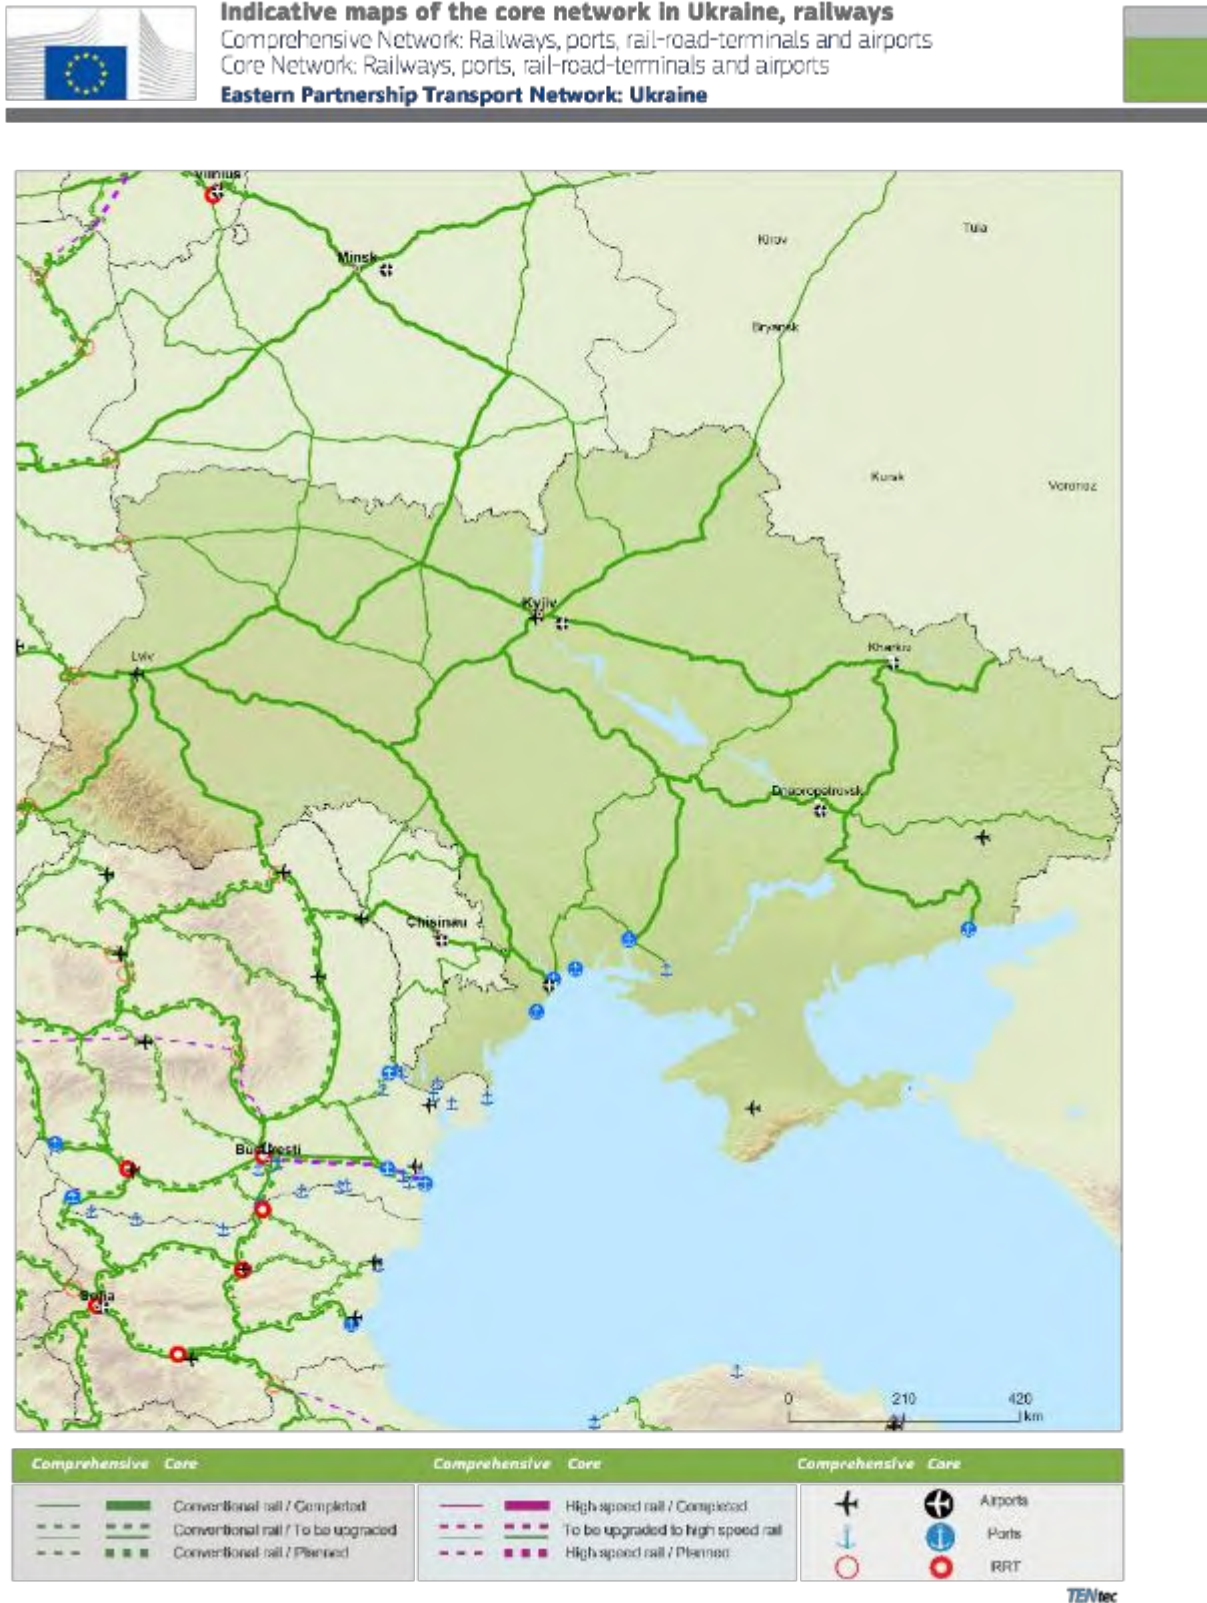 Indicative maps of the core network in Ukraine, railways
Comprehensive Network: Railways, ports, rail-road-terminals and airports
Core Network: Railways, ports, rail-road-terminals and airports
Eastern Partnership Transport Network: Ukraine
Vilnius
Minsk
Kirov
Tula
Bryansk
Kursk
Voronoz
Kyjiv
Lviv
Kharkiv
Dnepropetrovsk
Chisinau
Bucuresti
Sofia
0 210 420
km
Comprehensive Core Comprehensive Core Comprehensive Core
Conventional rail / Completed
Conventional rail / To be upgraded
Conventional rail / Planned
High speed rail / Completed
To be upgraded to high speed rail
High speed rail / Planned
Airports
Ports
RRT
TENtec